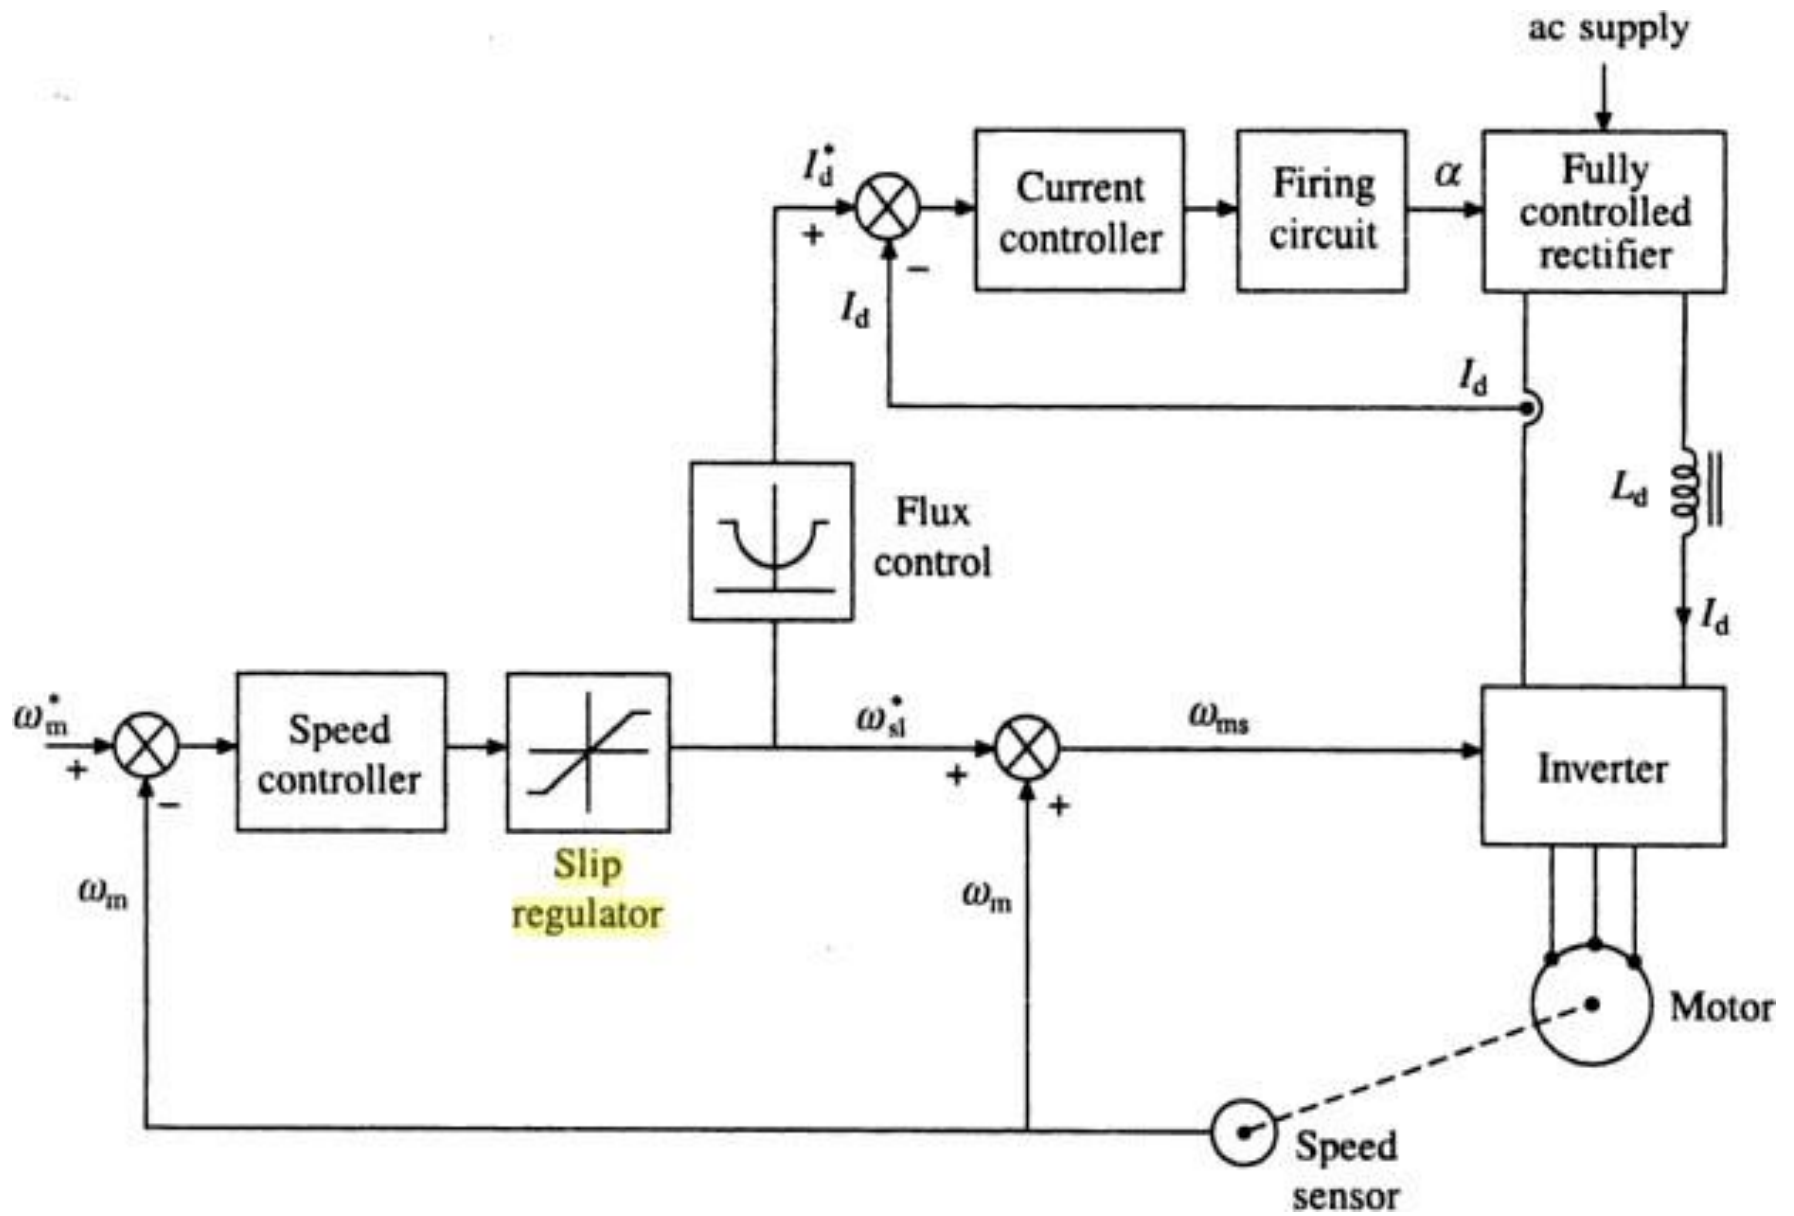 ac supply
I*d
+
−
Id
Current
controller
Firing
circuit
α
Fully
controlled
rectifier
Id
Ld
Id
Flux
control
ω*m
+
−
ωm
Speed
controller
Slip
regulator
ω*sl
+
+
ωm
ωms
Inverter
Motor
Speed
sensor